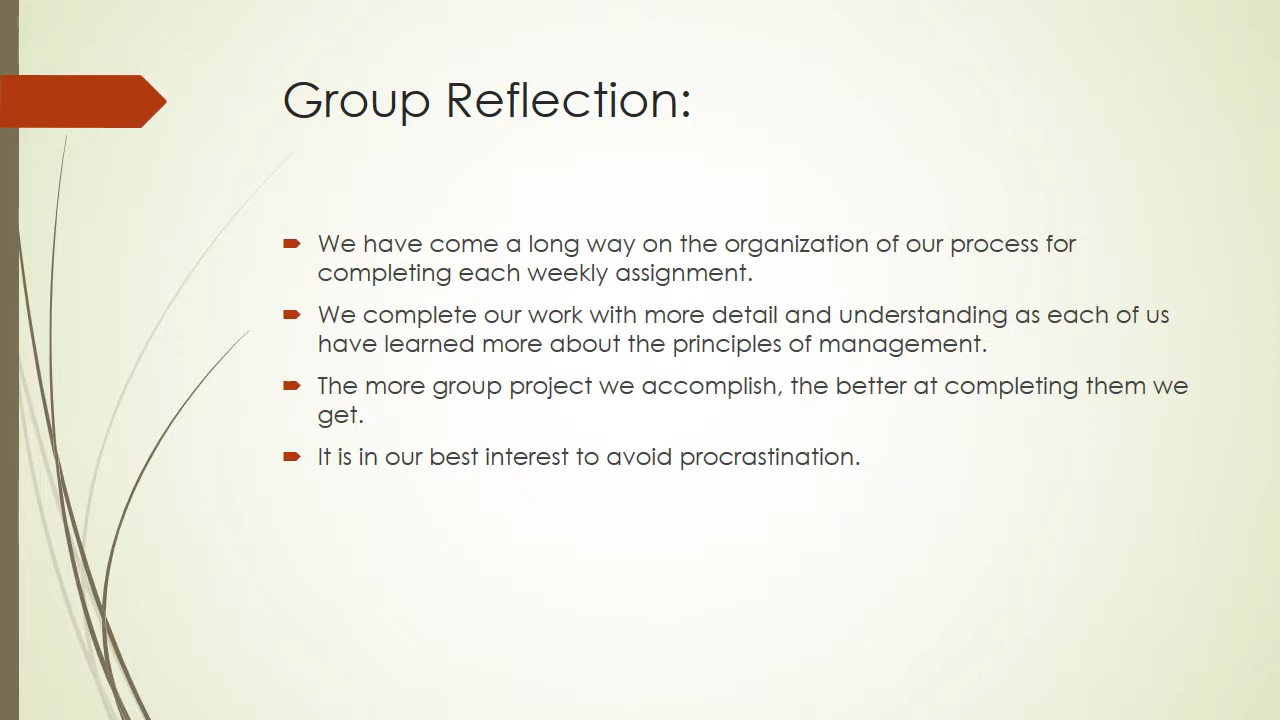 Group Reflection:
We have come a long way on the organization of our process for
completing each weekly assignment.
We complete our work with more detail and understanding as each of us
have learned more about the principles of management.
The more group project we accomplish, the better at completing them we
get.
It is in our best interest to avoid procrastination.